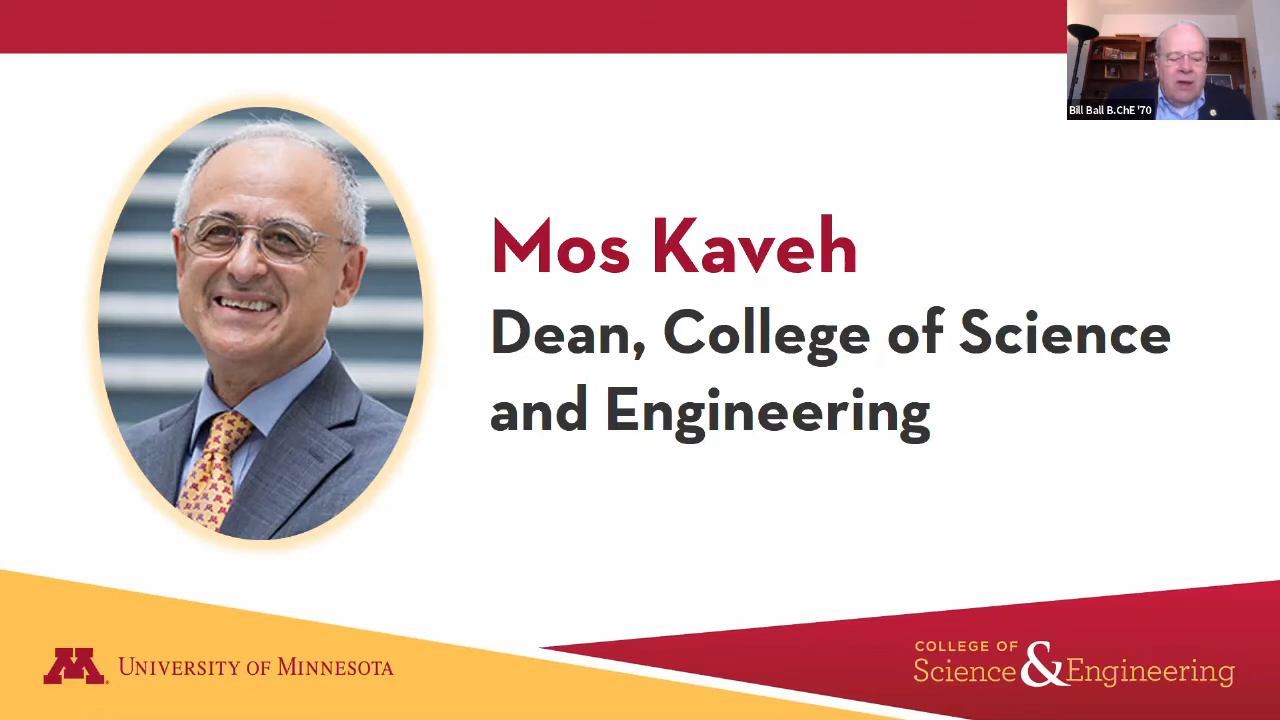 Bill Ball B.ChE '70
Mos Kaveh
Dean, College of Science
and Engineering
M
UNIVERSITY OF MINNESOTA
COLLEGE OF
Science & Engineering